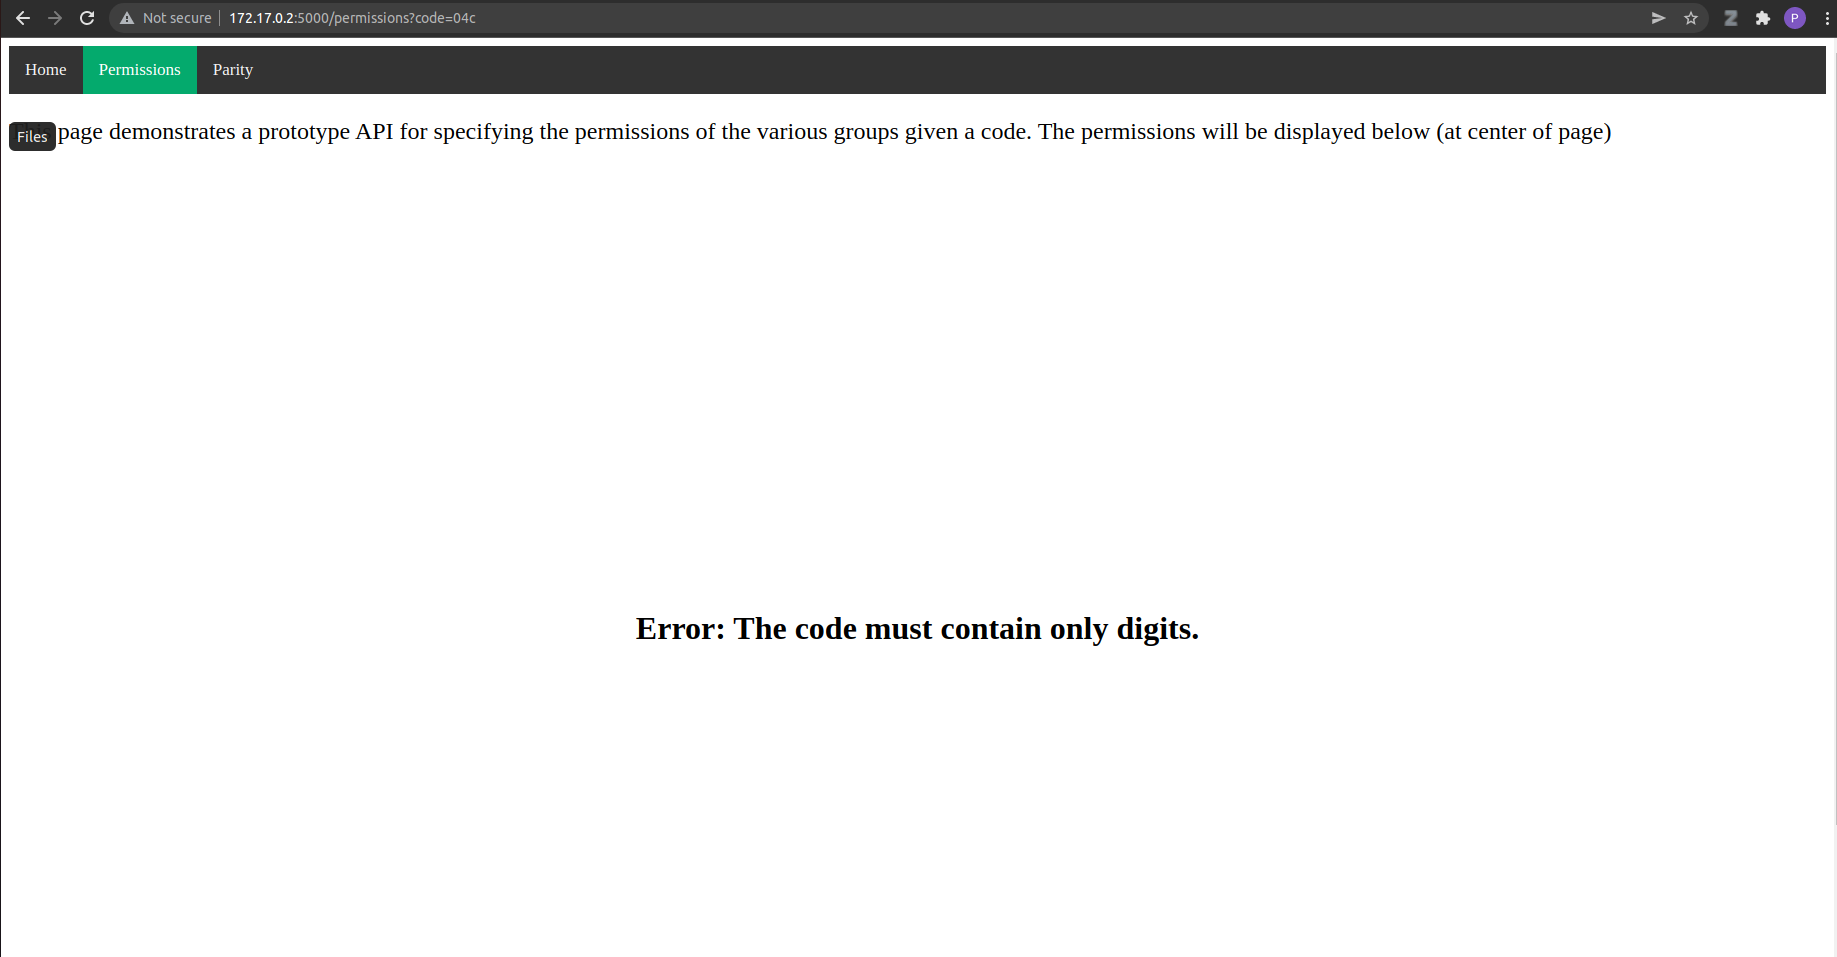 Not secure | 172.17.0.2:5000/permissions?code=04c
P
Home Permissions Parity
Files page demonstrates a prototype API for specifying the permissions of the various groups given a code. The permissions will be displayed below (at center of page)
Error: The code must contain only digits.